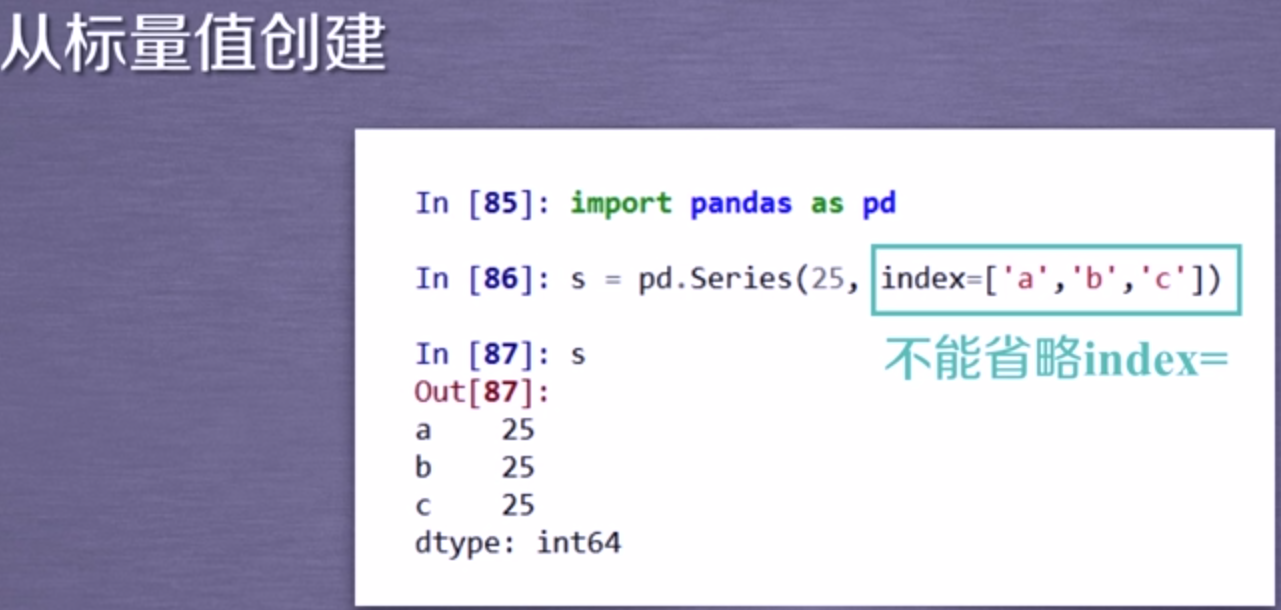 从标量值创建
In [85]: import pandas as pd
In [86]: s = pd.Series(25, index=['a','b','c'])
不能省略index=
In [87]: s
Out[87]:
a    25
b    25
c    25
dtype: int64